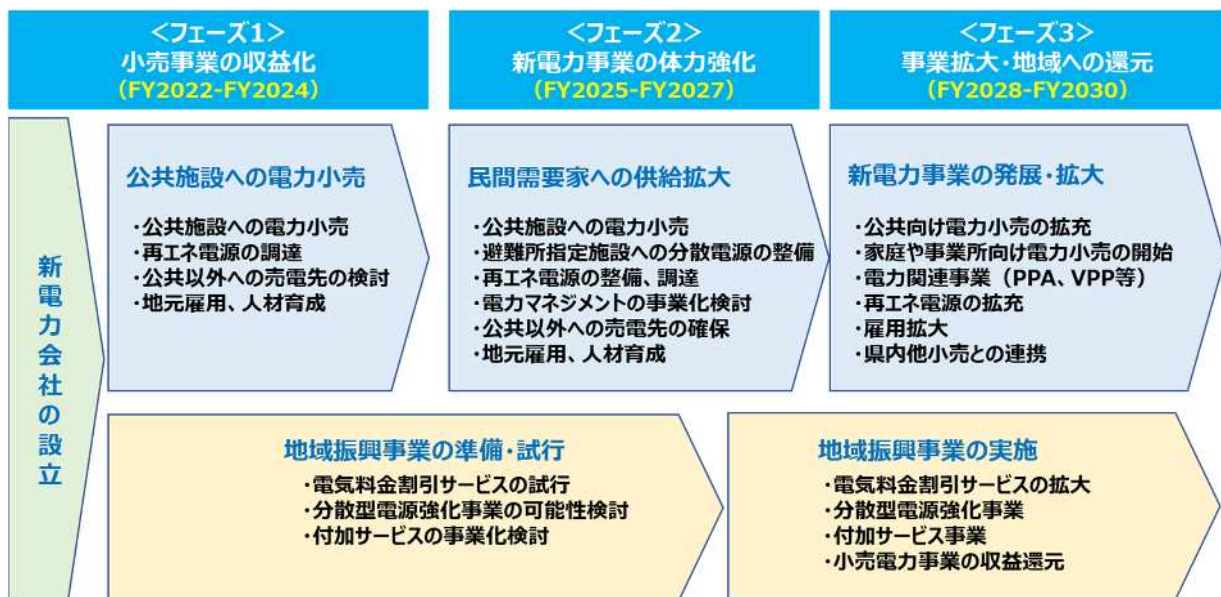 <フェーズ1>
小売事業の収益化
(FY2022-FY2024)
<フェーズ2>
新電力事業の体力強化
(FY2025-FY2027)
<フェーズ3>
事業拡大・地域への還元
(FY2028-FY2030)
新電力会社の設立
公共施設への電力小売
・公共施設への電力小売
・再エネ電源の調達
・公共以外への売電先の検討
・地元雇用、人材育成
民間需要家への供給拡大
・公共施設への電力小売
・避難所指定施設への分散電源の整備
・再エネ電源の整備、調達
・電力マネジメントの事業化検討
・公共以外への売電先の確保
・地元雇用、人材育成
新電力事業の発展・拡大
・公共向け電力小売の拡充
・家庭や事業所向け電力小売の開始
・電力関連事業（PPA、VPP等）
・再エネ電源の拡充
・雇用拡大
・県内他小売との連携
地域振興事業の準備・試行
・電気料金割引サービスの試行
・分散型電源強化事業の可能性検討
・付加サービスの事業化検討
地域振興事業の実施
・電気料金割引サービスの拡大
・分散型電源強化事業
・付加サービス事業
・小売電力事業の収益還元